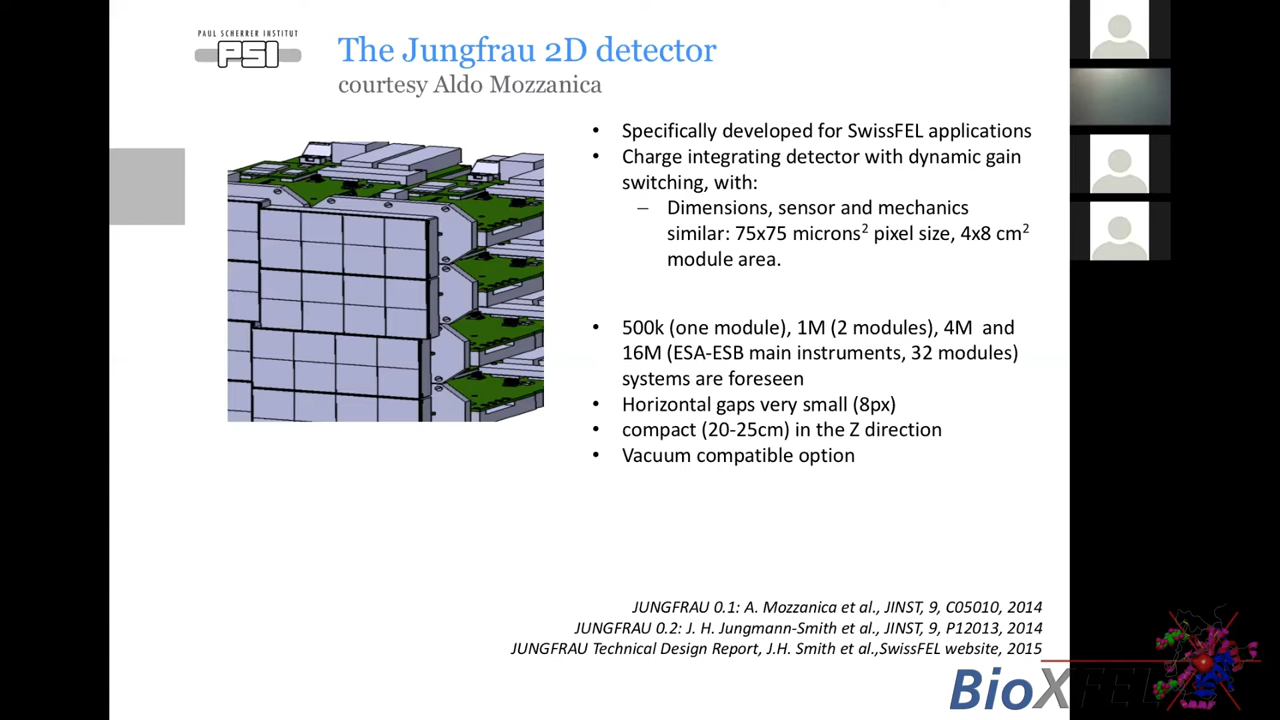 PAUL SCHERRER INSTITUT
PSI
The Jungfrau 2D detector
courtesy Aldo Mozzanica
• Specifically developed for SwissFEL applications
• Charge integrating detector with dynamic gain
switching, with:
– Dimensions, sensor and mechanics
similar: 75x75 microns² pixel size, 4x8 cm²
module area.
• 500k (one module), 1M (2 modules), 4M and
16M (ESA-ESB main instruments, 32 modules)
systems are foreseen
• Horizontal gaps very small (8px)
• compact (20-25cm) in the Z direction
• Vacuum compatible option
JUNGFRAU 0.1: A. Mozzanica et al., JINST, 9, C05010, 2014
JUNGFRAU 0.2: J. H. Jungmann-Smith et al., JINST, 9, P12013, 2014
JUNGFRAU Technical Design Report, J.H. Smith et al.,SwissFEL website, 2015
BioXFEL